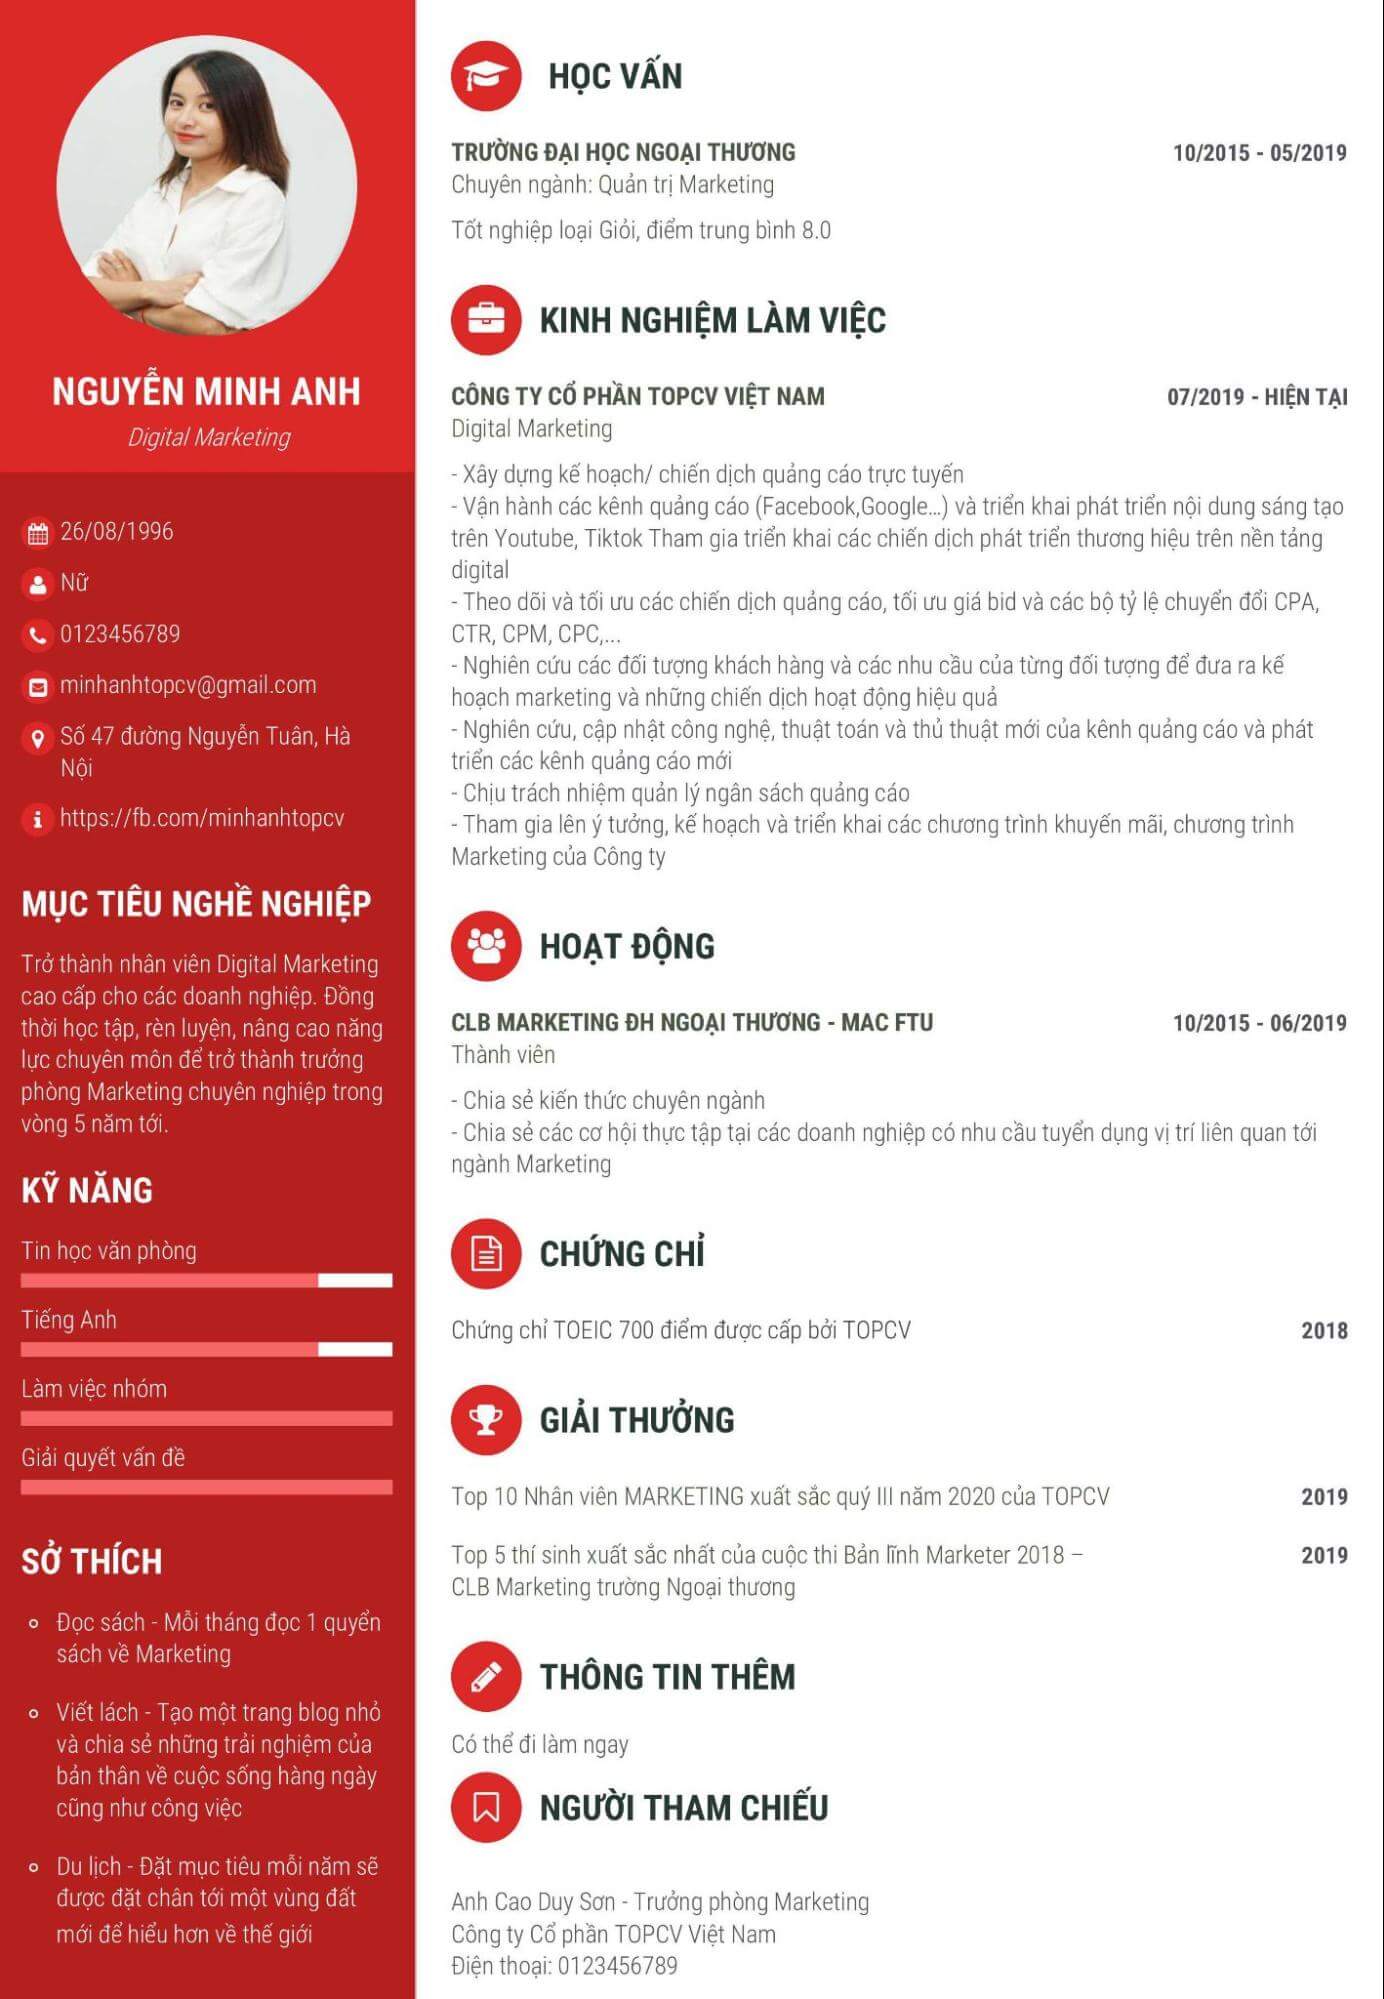 NGUYỄN MINH ANH
Digital Marketing
26/08/1996
Nữ
0123456789
minhanhtopcv@gmail.com
Số 47 đường Nguyễn Tuân, Hà
Nội
https://fb.com/minhanhtopcv
MỤC TIÊU NGHỀ NGHIỆP
Trở thành nhân viên Digital Marketing
cao cấp cho các doanh nghiệp. Đồng
thời học tập, rèn luyện, nâng cao năng
lực chuyên môn để trở thành trưởng
phòng Marketing chuyên nghiệp trong
vòng 5 năm tới.
KỸ NĂNG
Tin học văn phòng
Tiếng Anh
Làm việc nhóm
Giải quyết vấn đề
SỞ THÍCH
Đọc sách - Mỗi tháng đọc 1 quyển
sách về Marketing
Viết lách - Tạo một trang blog nhỏ
và chia sẻ những trải nghiệm của
bản thân về cuộc sống hàng ngày
cũng như công việc
Du lịch - Đặt mục tiêu mỗi năm sẽ
được đặt chân tới một vùng đất
mới để hiểu hơn về thế giới
HỌC VẤN
TRƯỜNG ĐẠI HỌC NGOẠI THƯƠNG 10/2015 - 05/2019
Chuyên ngành: Quản trị Marketing
Tốt nghiệp loại Giỏi, điểm trung bình 8.0
KINH NGHIỆM LÀM VIỆC
CÔNG TY CỔ PHẦN TOPCV VIỆT NAM 07/2019 - HIỆN TẠI
Digital Marketing
- Xây dựng kế hoạch/ chiến dịch quảng cáo trực tuyến
- Vận hành các kênh quảng cáo (Facebook,Google...) và triển khai phát triển nội dung sáng tạo
trên Youtube, Tiktok Tham gia triển khai các chiến dịch phát triển thương hiệu trên nền tảng
digital
- Theo dõi và tối ưu các chiến dịch quảng cáo, tối ưu giá bid và các bộ tỷ lệ chuyển đổi CPA,
CTR, CPM, CPC,...
- Nghiên cứu các đối tượng khách hàng và các nhu cầu của từng đối tượng để đưa ra kế
hoạch marketing và những chiến dịch hoạt động hiệu quả
- Nghiên cứu, cập nhật công nghệ, thuật toán và thủ thuật mới của kênh quảng cáo và phát
triển các kênh quảng cáo mới
- Chịu trách nhiệm quản lý ngân sách quảng cáo
- Tham gia lên ý tưởng, kế hoạch và triển khai các chương trình khuyến mãi, chương trình
Marketing của Công ty
HOẠT ĐỘNG
CLB MARKETING ĐH NGOẠI THƯƠNG - MAC FTU 10/2015 - 06/2019
Thành viên
- Chia sẻ kiến thức chuyên ngành
- Chia sẻ các cơ hội thực tập tại các doanh nghiệp có nhu cầu tuyển dụng vị trí liên quan tới
ngành Marketing
CHỨNG CHỈ
Chứng chỉ TOEIC 700 điểm được cấp bởi TOPCV 2018
GIẢI THƯỞNG
Top 10 Nhân viên MARKETING xuất sắc quý III năm 2020 của TOPCV 2019
Top 5 thí sinh xuất sắc nhất của cuộc thi Bản lĩnh Marketer 2018 – 2019
CLB Marketing trường Ngoại thương
THÔNG TIN THÊM
Có thể đi làm ngay
NGƯỜI THAM CHIẾU
Anh Cao Duy Sơn - Trưởng phòng Marketing
Công ty Cổ phần TOPCV Việt Nam
Điện thoại: 0123456789